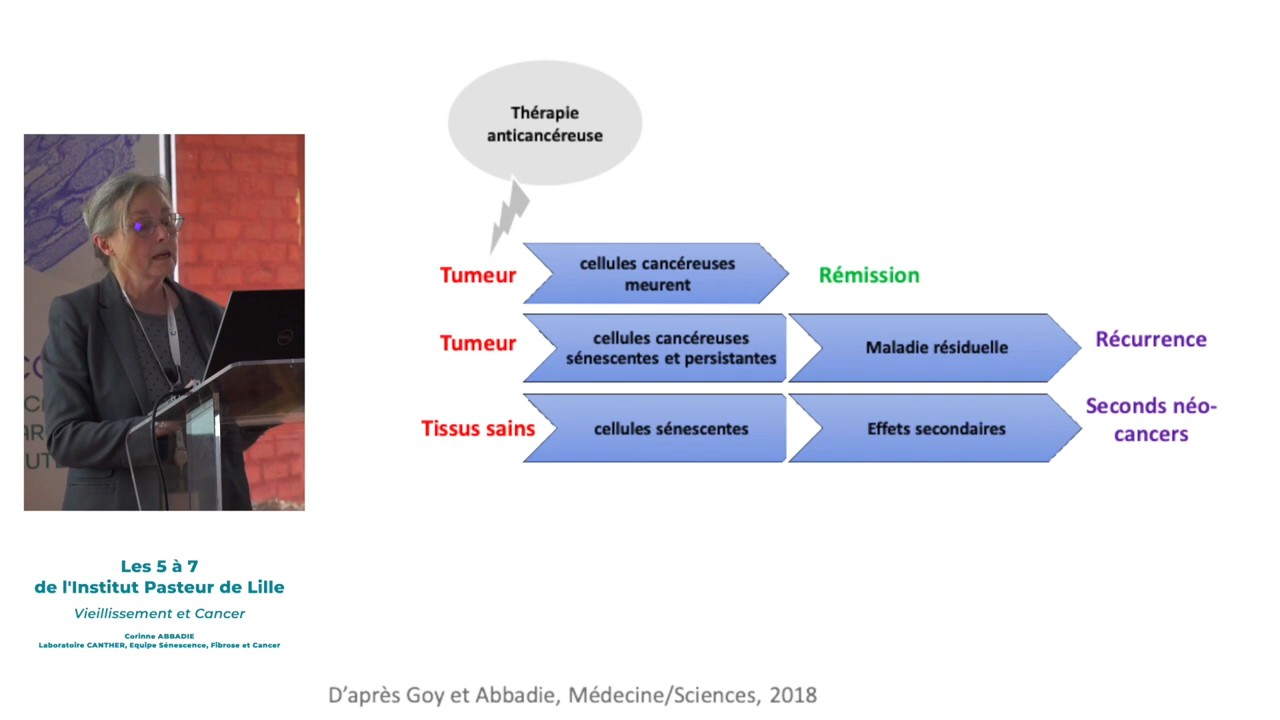 Thérapie
anticancéreuse
Tumeur
cellules cancéreuses
meurent
Rémission
Tumeur
cellules cancéreuses
sénescentes et persistantes
Maladie résiduelle
Récurrence
Tissus sains
cellules sénescentes
Effets secondaires
Seconds néo-
cancers
Les 5 à 7
de l'Institut Pasteur de Lille
Vieillissement et Cancer
Corinne ABBADIE
Laboratoire CANTHER, Equipe Sénescence, Fibrose et Cancer
D'après Goy et Abbadie, Médecine/Sciences, 2018